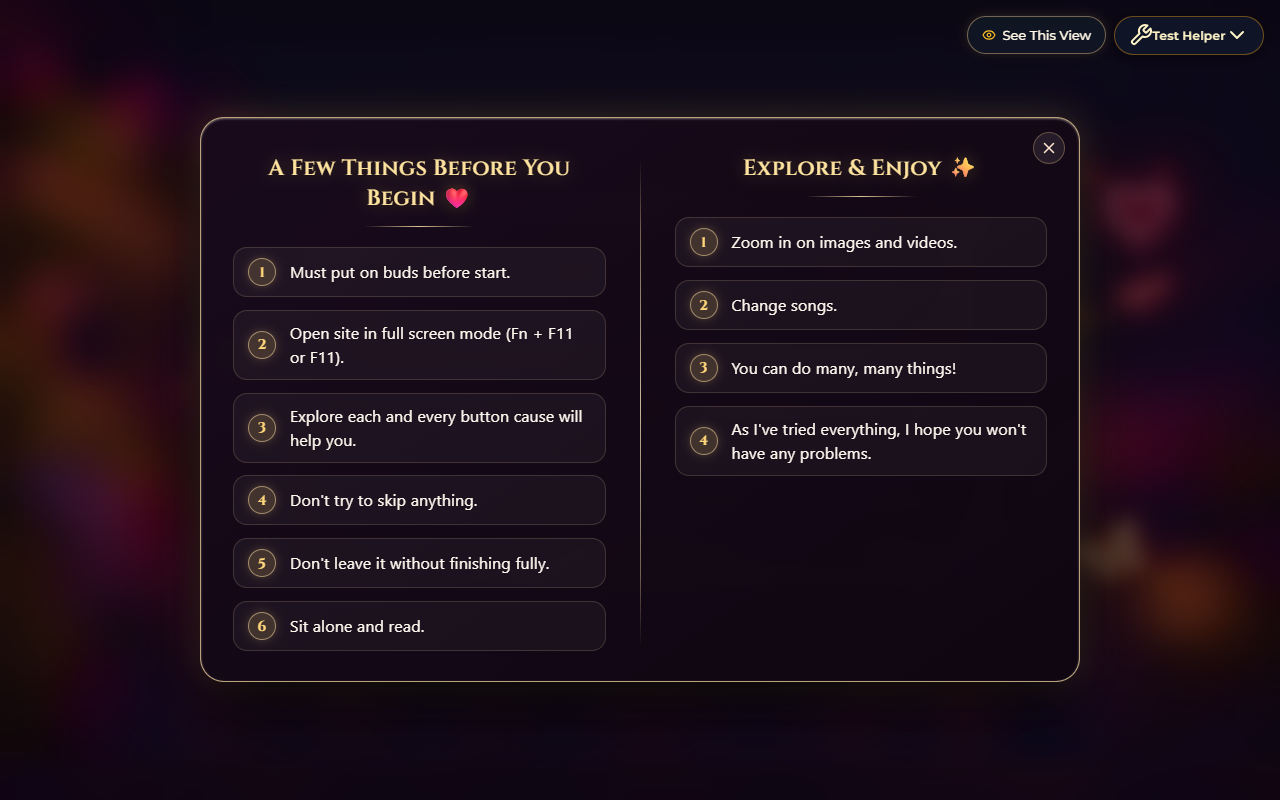 See This View
Test Helper
A Few Things Before You
Begin ❤️
1 Must put on buds before start.
2 Open site in full screen mode (Fn + F11
or F11).
3 Explore each and every button cause will
help you.
4 Don't try to skip anything.
5 Don't leave it without finishing fully.
6 Sit alone and read.
Explore & Enjoy ✨
1 Zoom in on images and videos.
2 Change songs.
3 You can do many, many things!
4 As I've tried everything, I hope you won't
have any problems.